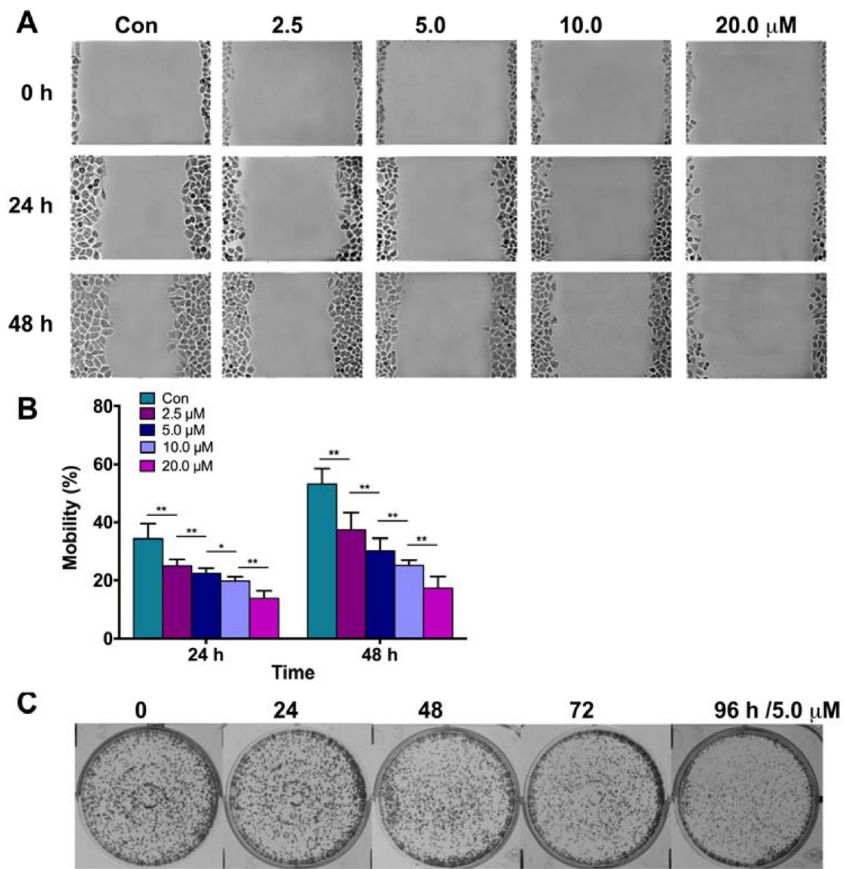 A
Con 2.5 5.0 10.0 20.0 μM
0 h
24 h
48 h
B
80
60
40
20
0
Mobility (%)
Con
2.5 μM
5.0 μM
10.0 μM
20.0 μM
** ** * **
** ** ** **
24 h 48 h
Time
C
0 24 48 72 96 h /5.0 μM